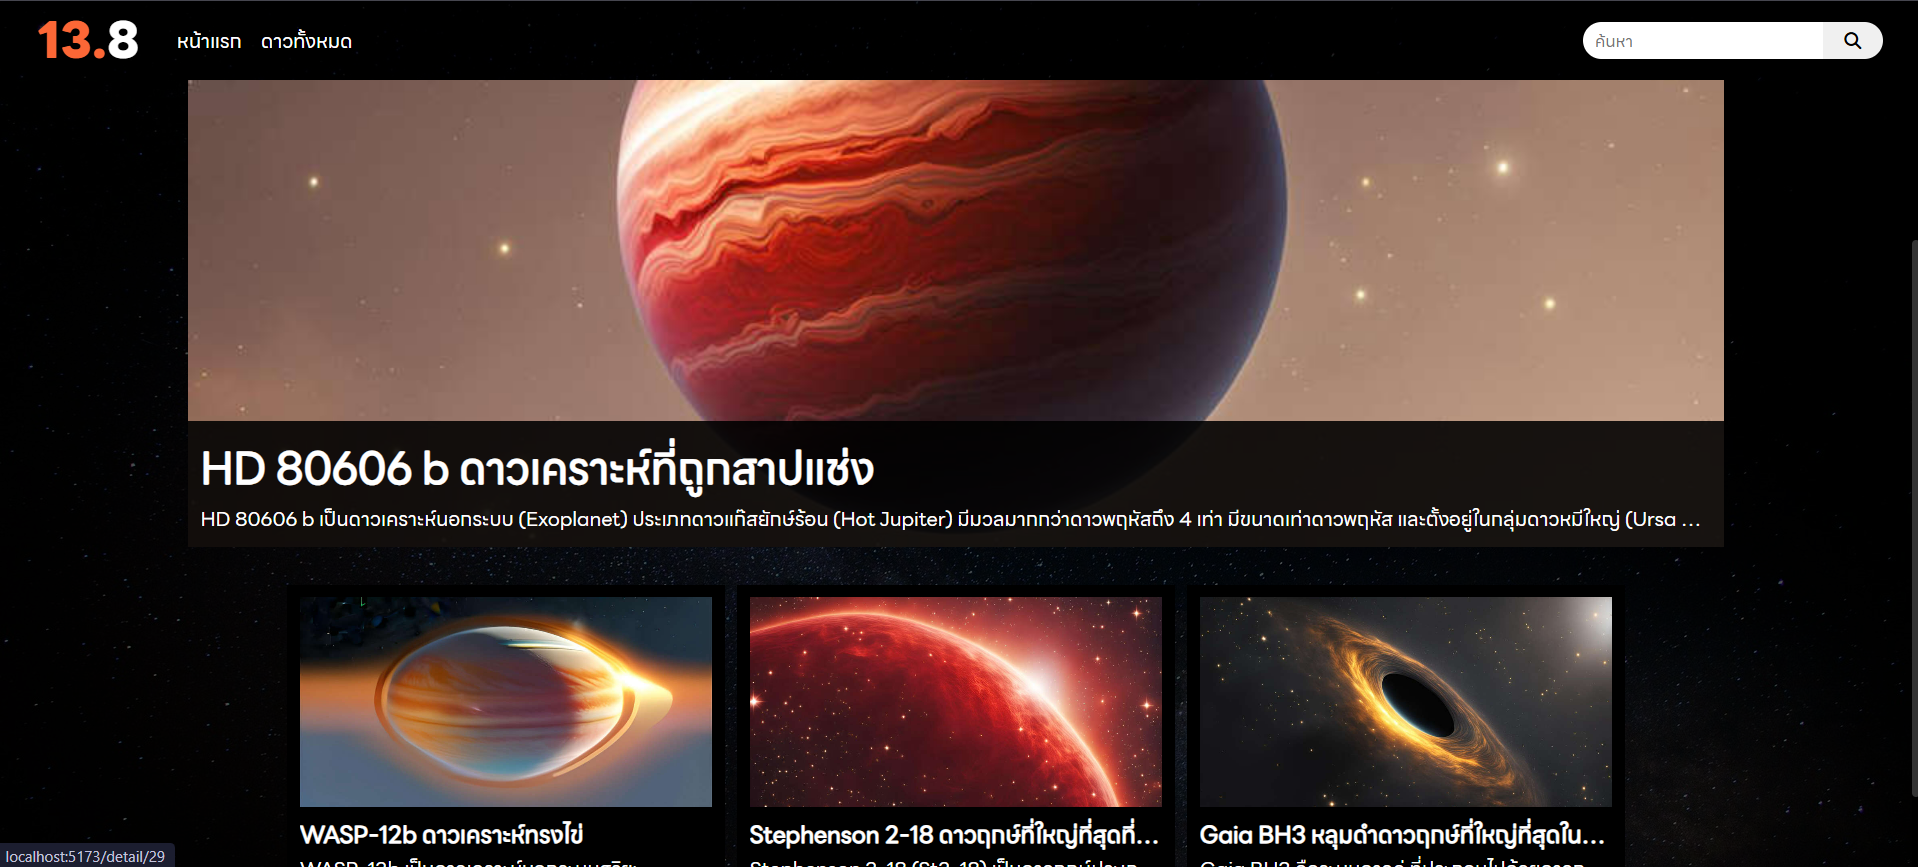 13.8
หน้าแรก
ดาวทั้งหมด
ค้นหา
HD 80606 b ดาวเคราะห์ที่ถูกสาปแช่ง
HD 80606 b เป็นดาวเคราะห์นอกระบบ (Exoplanet) ประเภทดาวแก๊สยักษ์ร้อน (Hot Jupiter) มีมวลมากกว่าดาวพฤหัสถึง 4 เท่า มีขนาดเท่าดาวพฤหัส และตั้งอยู่ในกลุ่มดาวหมีใหญ่ (Ursa ...
WASP-12b ดาวเคราะห์ทรงไข่
Stephenson 2-18 ดาวฤกษ์ที่ใหญ่ที่สุดที่...
Gaia BH3 หลุมดำดาวฤกษ์ที่ใหญ่ที่สุดใน...
localhost:5173/detail/29